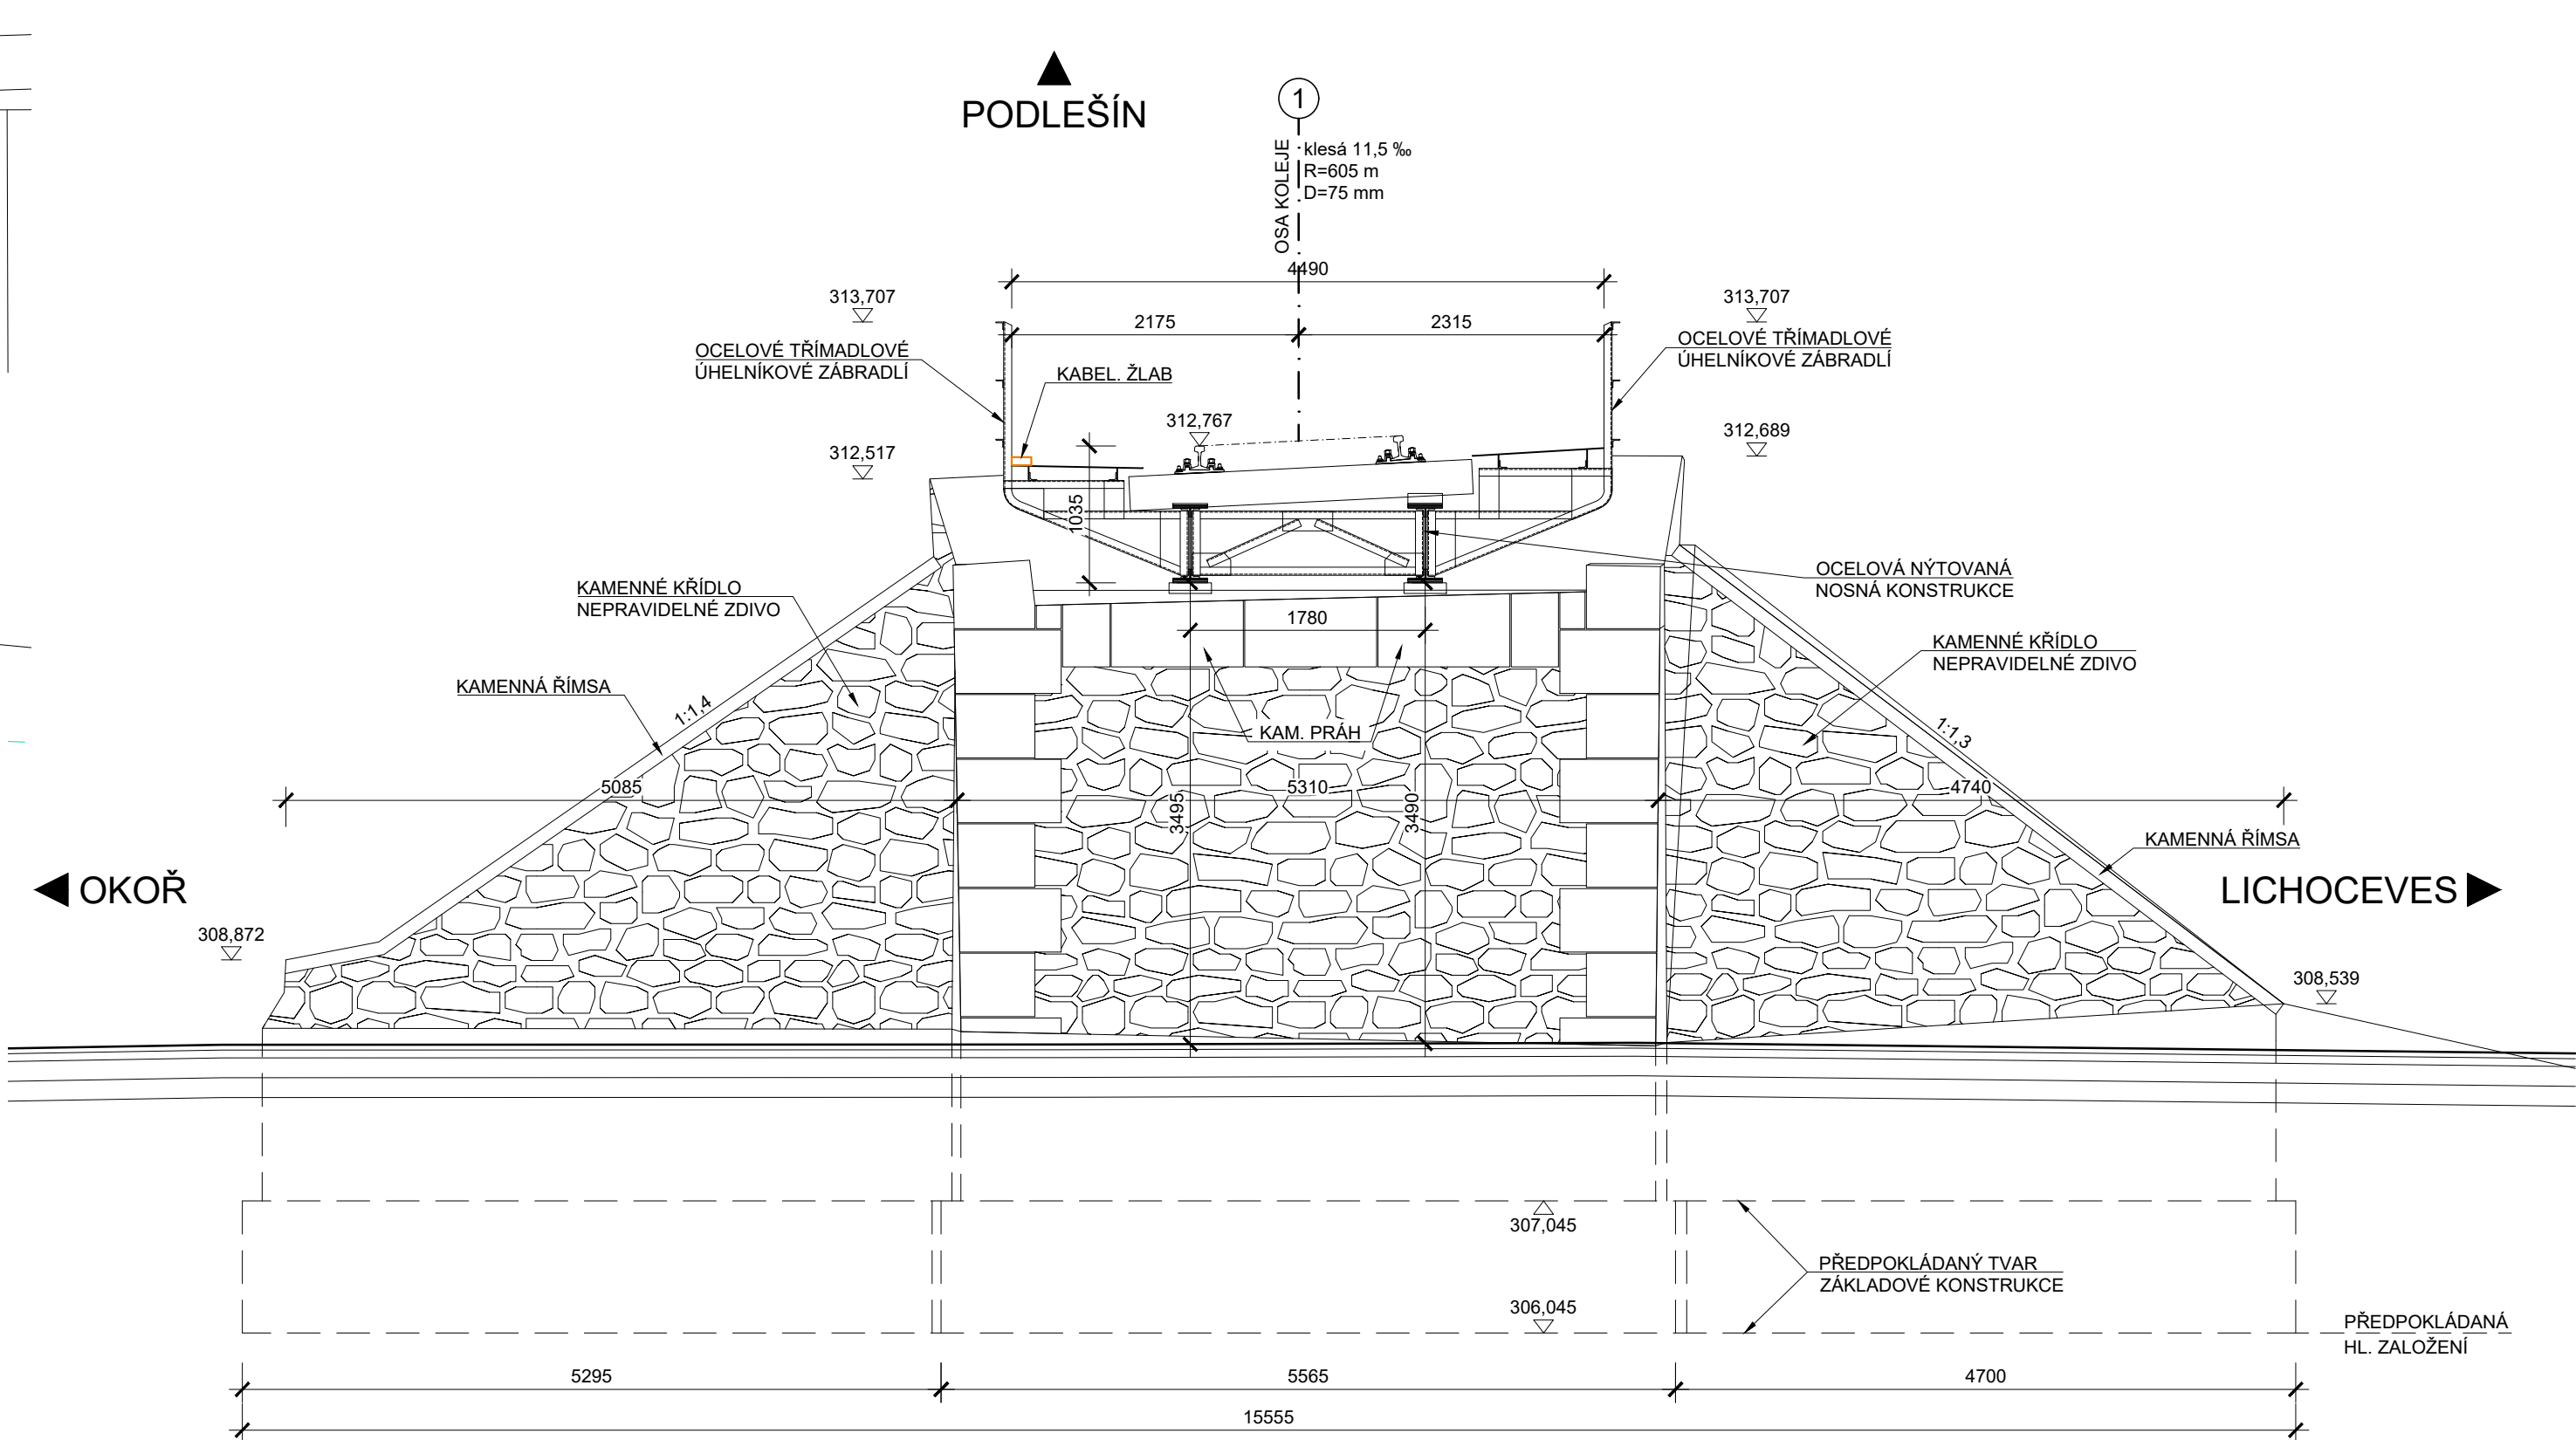 PODLEŠÍN
1
OSA KOLEJE
klesá 11,5 ‰
R=605 m
D=75 mm
4490
313,707
313,707
2175
2315
OCELOVÉ TŘÍMADLOVÉ
ÚHELNÍKOVÉ ZÁBRADLÍ
OCELOVÉ TŘÍMADLOVÉ
ÚHELNÍKOVÉ ZÁBRADLÍ
KABEL. ŽLAB
312,767
312,689
312,517
1035
OCELOVÁ NÝTOVANÁ
NOSNÁ KONSTRUKCE
KAMENNÉ KŘÍDLO
NEPRAVIDELNÉ ZDIVO
1780
KAMENNÉ KŘÍDLO
NEPRAVIDELNÉ ZDIVO
KAMENNÁ ŘÍMSA
1:1,4
KAM. PRÁH
1:1,3
5085
5310
4740
3495
3490
KAMENNÁ ŘÍMSA
OKOŘ
LICHOCEVES
308,872
308,539
307,045
PŘEDPOKLÁDANÝ TVAR
ZÁKLADOVÉ KONSTRUKCE
306,045
PŘEDPOKLÁDANÁ
HL. ZALOŽENÍ
5295
5565
4700
15555